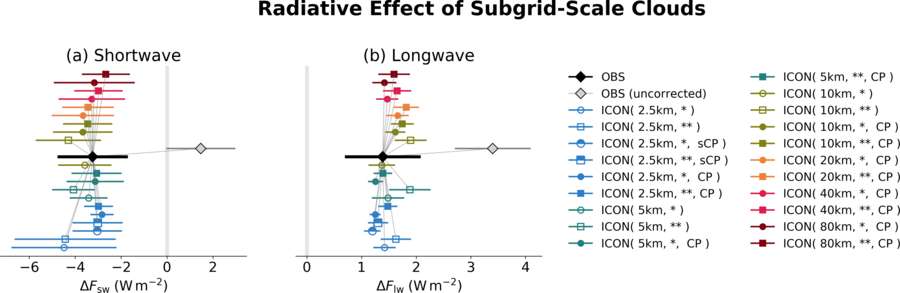 Radiative Effect of Subgrid-Scale Clouds
(a) Shortwave
(b) Longwave
−6 −4 −2 0 2
ΔFsw (W m−2)
0 1 2 3 4
ΔFlw (W m−2)
OBS
OBS (uncorrected)
ICON( 2.5km, * )
ICON( 2.5km, ** )
ICON( 2.5km, *, sCP )
ICON( 2.5km, **, sCP )
ICON( 2.5km, *, CP )
ICON( 2.5km, **, CP )
ICON( 5km, * )
ICON( 5km, ** )
ICON( 5km, *, CP )
ICON( 5km, **, CP )
ICON( 10km, * )
ICON( 10km, ** )
ICON( 10km, *, CP )
ICON( 10km, **, CP )
ICON( 20km, *, CP )
ICON( 20km, **, CP )
ICON( 40km, *, CP )
ICON( 40km, **, CP )
ICON( 80km, *, CP )
ICON( 80km, **, CP )